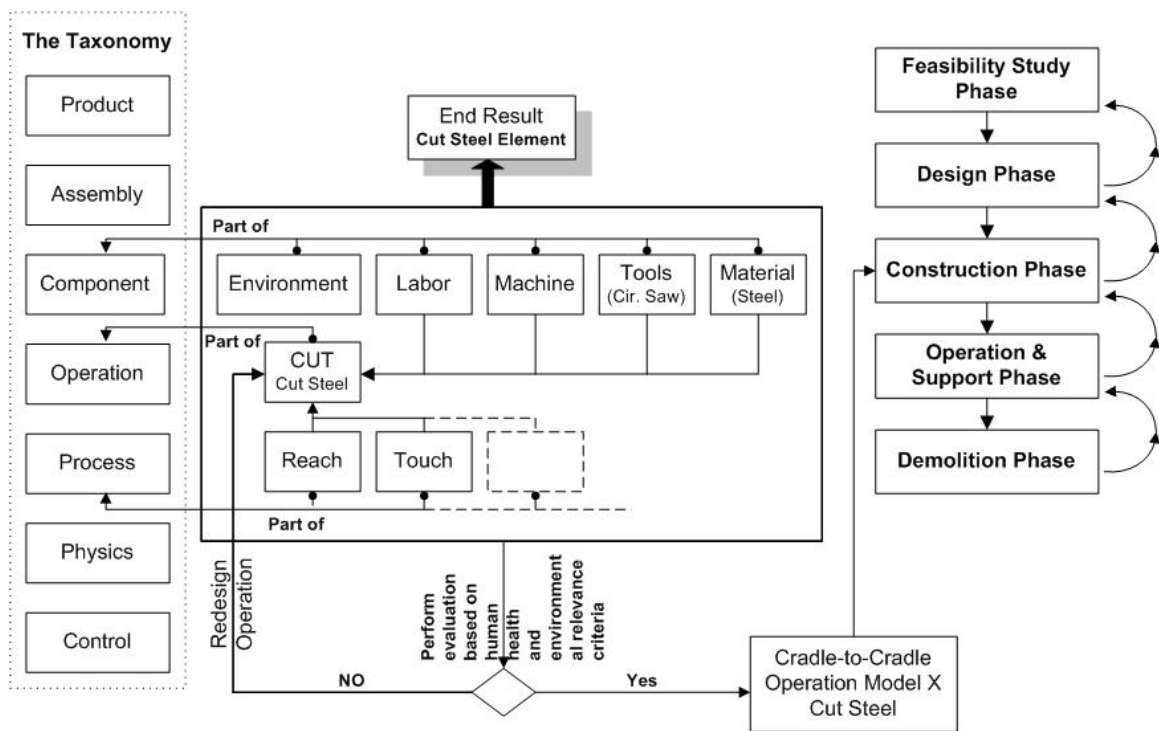 The Taxonomy
Product
Assembly
Component
Operation
Process
Physics
Control
End Result
Cut Steel Element
Part of
Environment
Labor
Machine
Tools
(Cir. Saw)
Material
(Steel)
Part of
CUT
Cut Steel
Reach
Touch
Part of
Redesign
Operation
Perform
evaluation
based on
human
health
and
environment
al relevance
criteria
NO
Yes
Cradle-to-Cradle
Operation Model X
Cut Steel
Feasibility Study
Phase
Design Phase
Construction Phase
Operation &
Support Phase
Demolition Phase